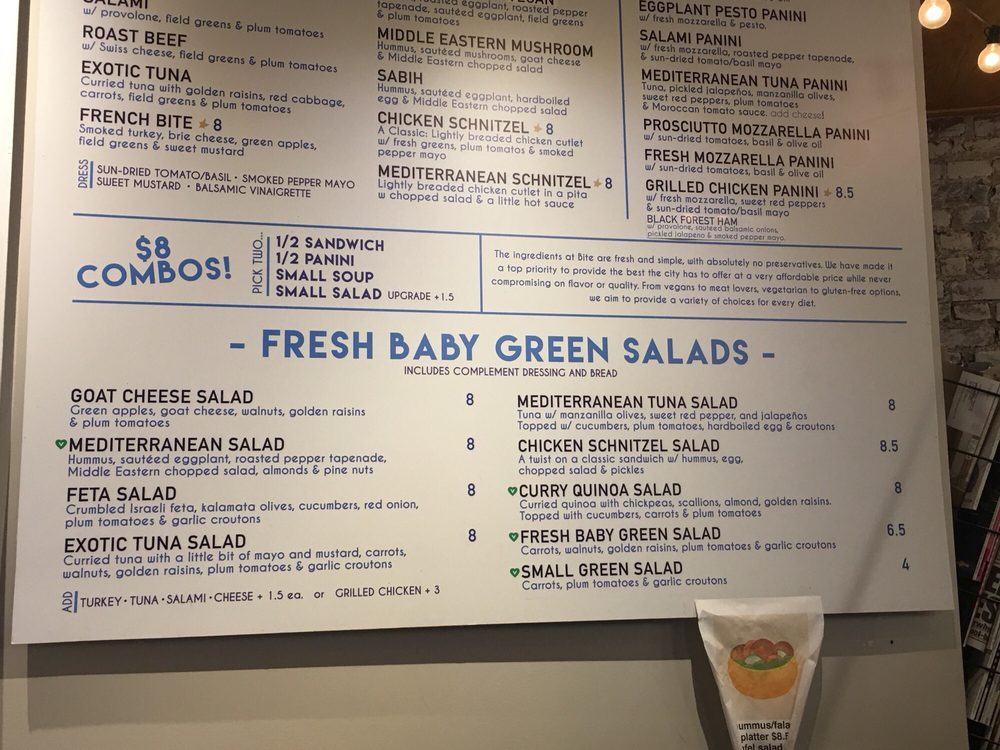 SALAMI
w/ provolone, field greens & plum tomatoes
ROAST BEEF
w/ Swiss cheese, field greens & plum tomatoes
EXOTIC TUNA
Curried tuna with golden raisins, red cabbage,
carrots, field greens & plum tomatoes
FRENCH BITE ★ 8
Smoked turkey, brie cheese, green apples,
field greens & sweet mustard
DRESS
SUN-DRIED TOMATO/BASIL • SMOKED PEPPER MAYO
SWEET MUSTARD • BALSAMIC VINAIGRETTE
roasted eggplant, roasted pepper
tapenade, sautéed eggplant, field greens
& plum tomatoes
MIDDLE EASTERN MUSHROOM
Hummus, sautéed mushrooms, goat cheese
& Middle Eastern chopped salad
SABIH
Hummus, sautéed eggplant, hardboiled
egg & Middle Eastern chopped salad
CHICKEN SCHNITZEL ★ 8
A Classic: Lightly breaded chicken cutlet
w/ fresh greens, plum tomatos & smoked
pepper mayo
MEDITERRANEAN SCHNITZEL ★ 8
Lightly breaded chicken cutlet in a pita
w chopped salad & a little hot sauce
EGGPLANT PESTO PANINI
w/ fresh mozzarella & pesto.
SALAMI PANINI
w/ fresh mozzarella, roasted pepper tapenade,
& sun-dried tomato/basil mayo
MEDITERRANEAN TUNA PANINI
Tuna, pickled jalapeños, manzanilla olives,
sweet red peppers, plum tomatoes
& Moroccan tomato sauce. add cheese!
PROSCIUTTO MOZZARELLA PANINI
w/ sun-dried tomatoes, basil & olive oil
FRESH MOZZARELLA PANINI
w/ sun-dried tomatoes, basil & olive oil
GRILLED CHICKEN PANINI ★ 8.5
w/ fresh mozzarella, sweet red peppers
& sun-dried tomato/basil mayo
BLACK FOREST HAM
w/ provolone, sauteed balsamic onions,
pickled jalapeno & smoked pepper mayo.
$8
COMBOS!
PICK TWO...
1/2 SANDWICH
1/2 PANINI
SMALL SOUP
SMALL SALAD UPGRADE +1.5
The ingredients at Bite are fresh and simple, with absolutely no preservatives. We have made it
a top priority to provide the best the city has to offer at a very affordable price while never
compromising on flavor or quality. From vegans to meat lovers, vegetarian to gluten-free options,
we aim to provide a variety of choices for every diet.
- FRESH BABY GREEN SALADS -
INCLUDES COMPLEMENT DRESSING AND BREAD
GOAT CHEESE SALAD 8
Green apples, goat cheese, walnuts, golden raisins
& plum tomatoes
MEDITERRANEAN SALAD 8
Hummus, sautéed eggplant, roasted pepper tapenade,
Middle Eastern chopped salad, almonds & pine nuts
FETA SALAD 8
Crumbled Israeli feta, kalamata olives, cucumbers, red onion,
plum tomatoes & garlic croutons
EXOTIC TUNA SALAD 8
Curried tuna with a little bit of mayo and mustard, carrots,
walnuts, golden raisins, plum tomatoes & garlic croutons
ADD
TURKEY • TUNA • SALAMI • CHEESE + 1.5 ea. or GRILLED CHICKEN + 3
MEDITERRANEAN TUNA SALAD 8
Tuna w/ manzanilla olives, sweet red pepper, and jalapeños
Topped w/ cucumbers, plum tomatoes, hardboiled egg & croutons
CHICKEN SCHNITZEL SALAD 8.5
A twist on a classic sandwich w/ hummus, egg,
chopped salad & pickles
CURRY QUINOA SALAD 8
Curried quinoa with chickpeas, scallions, almond, golden raisins.
Topped with cucumbers, carrots & plum tomatoes
FRESH BABY GREEN SALAD 6.5
Carrots, walnuts, golden raisins, plum tomatoes & garlic croutons
SMALL GREEN SALAD 4
Carrots, plum tomatoes & garlic croutons
ummus/fala
platter $8.5
fel salad